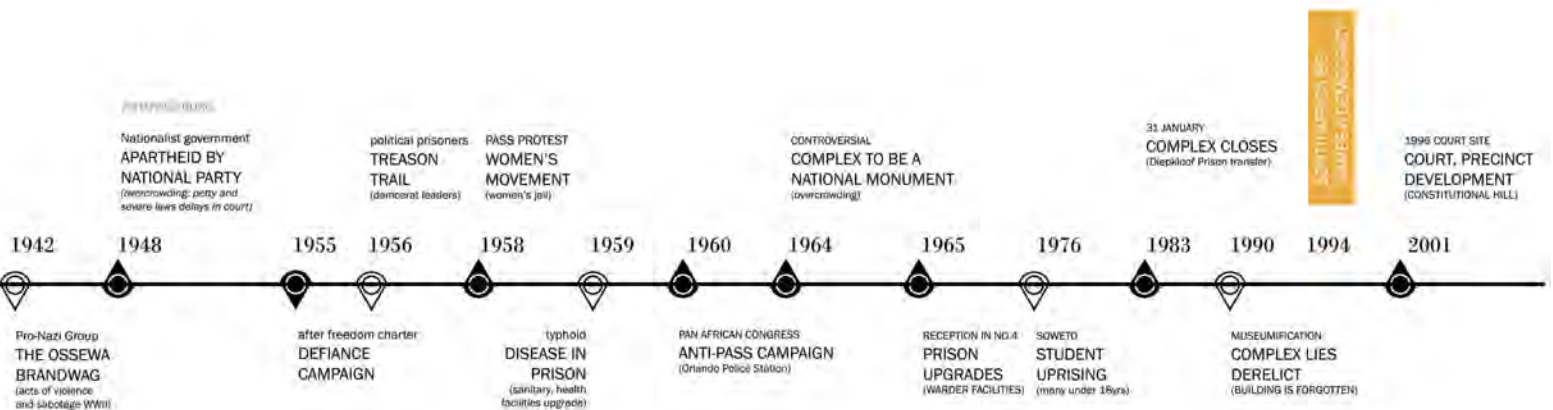 Nationalist government
APARTHEID BY
NATIONAL PARTY
(overcrowding: petty and
severe laws delays in court)
political prisoners
TREASON
TRAIL
(democrat leaders)
PASS PROTEST
WOMEN'S
MOVEMENT
(women's jail)
CONTROVERSIAL
COMPLEX TO BE A
NATIONAL MONUMENT
(overcrowding)
31 JANUARY
COMPLEX CLOSES
(Diepkloof Prison transfer)
1996 COURT SITE
COURT, PRECINCT
DEVELOPMENT
(CONSTITUTIONAL HILL)
1942
1948
1955
1956
1958
1959
1960
1964
1965
1976
1983
1990
1994
2001
Pro-Nazi Group
THE OSSEWA
BRANDWAG
(acts of violence
and sabotage WWII)
after freedom charter
DEFIANCE
CAMPAIGN
typhoid
DISEASE IN
PRISON
(sanitary, health
facilities upgrade)
PAN AFRICAN CONGRESS
ANTI-PASS CAMPAIGN
(Orlando Police Station)
RECEPTION IN NO.4
PRISON
UPGRADES
(WARDER FACILITIES)
SOWETO
STUDENT
UPRISING
(many under 18yrs)
MUSEUMIFICATION
COMPLEX LIES
DERELICT
(BUILDING IS FORGOTTEN)